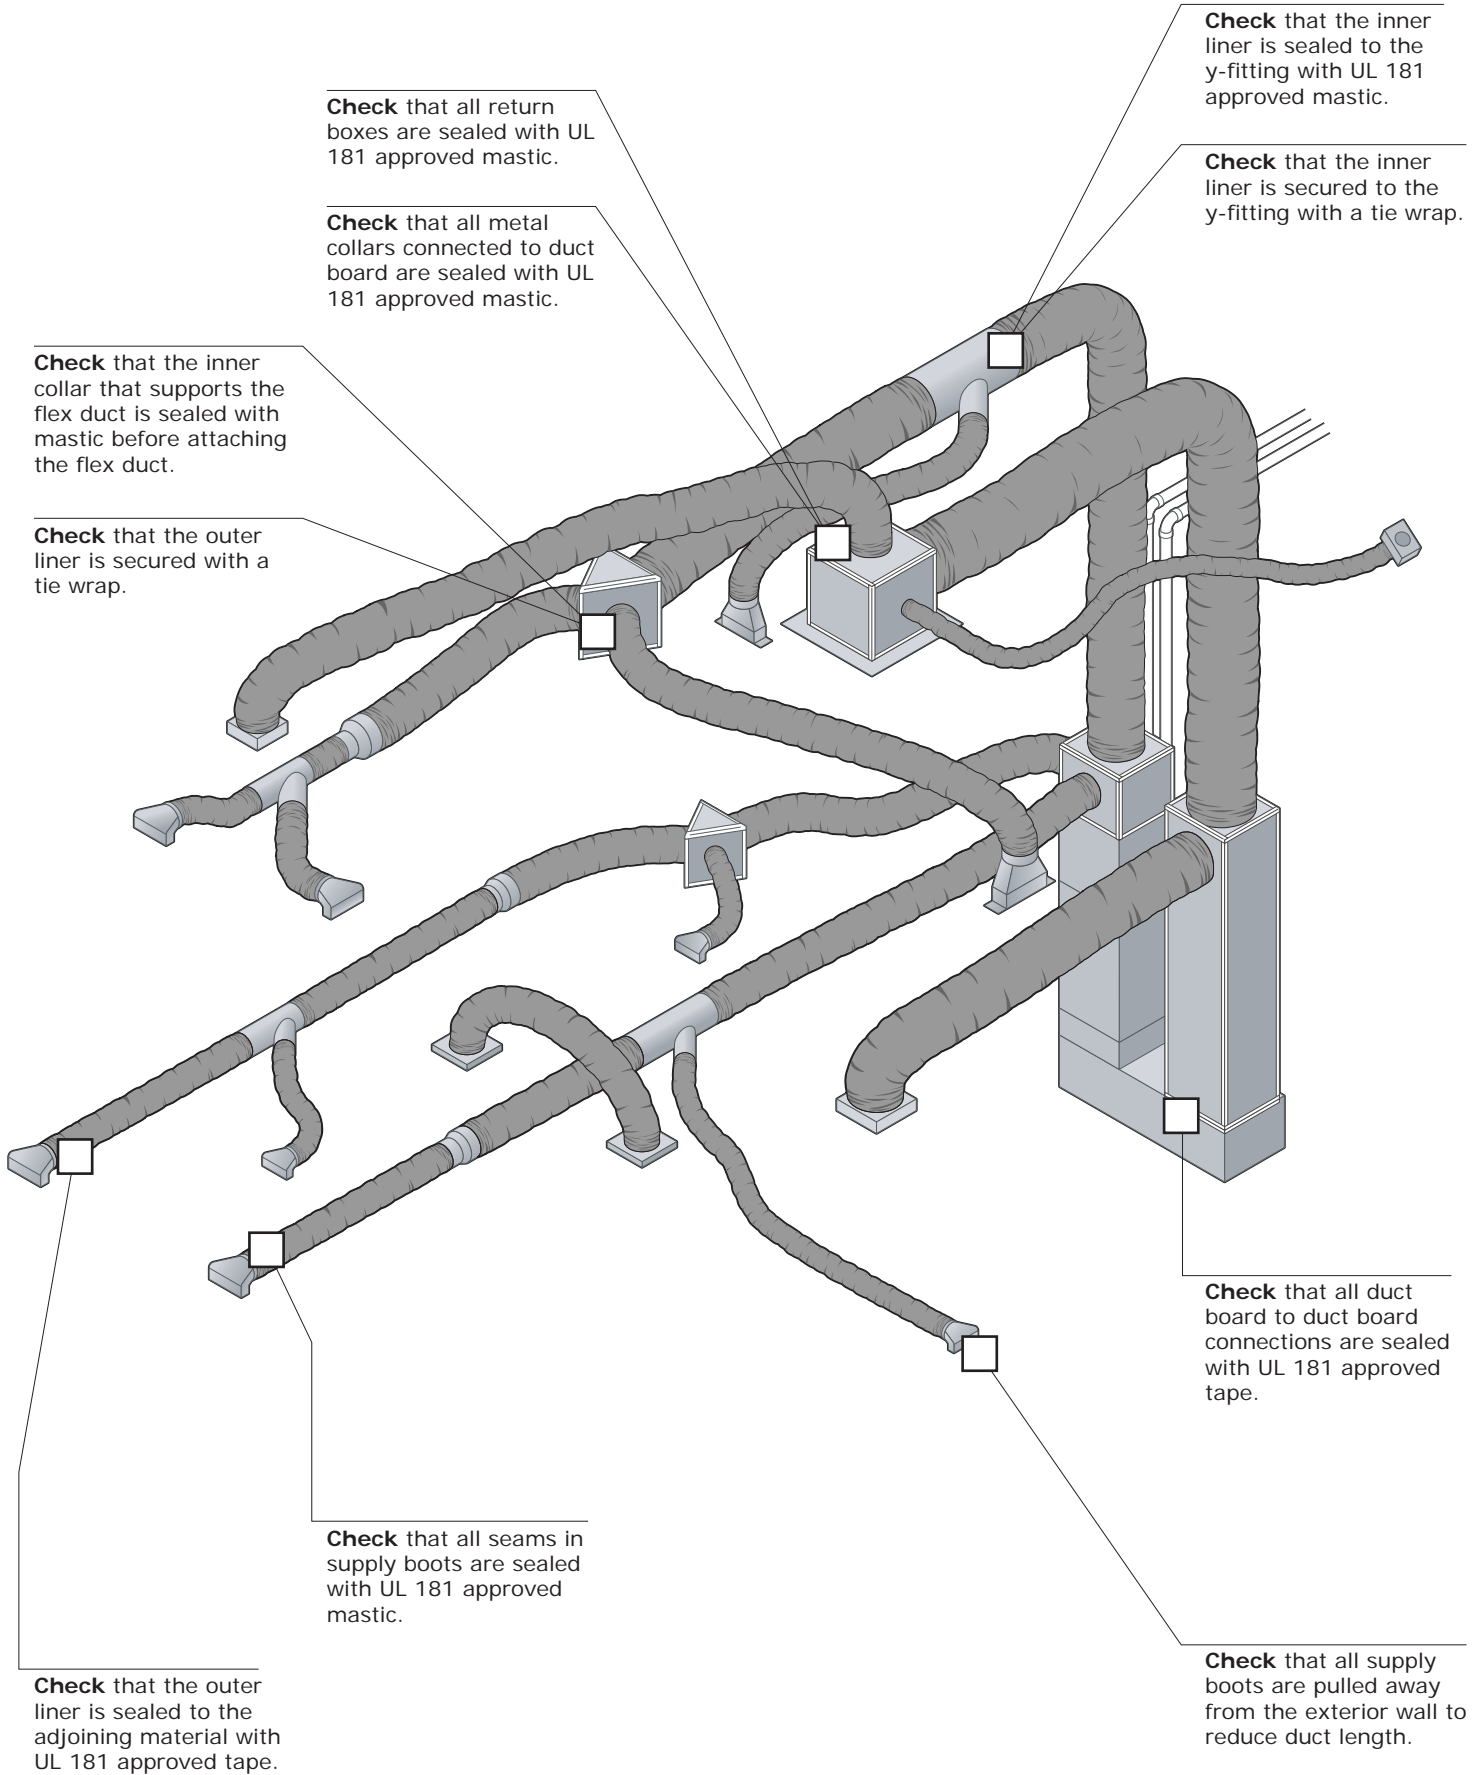 Check that the inner
liner is sealed to the
y-fitting with UL 181
approved mastic.
Check that all return
boxes are sealed with UL
181 approved mastic.
Check that the inner
liner is secured to the
y-fitting with a tie wrap.
Check that all metal
collars connected to duct
board are sealed with UL
181 approved mastic.
Check that the inner
collar that supports the
flex duct is sealed with
mastic before attaching
the flex duct.
Check that the outer
liner is secured with a
tie wrap.
Check that all duct
board to duct board
connections are sealed
with UL 181 approved
tape.
Check that all seams in
supply boots are sealed
with UL 181 approved
mastic.
Check that all supply
boots are pulled away
from the exterior wall to
reduce duct length.
Check that the outer
liner is sealed to the
adjoining material with
UL 181 approved tape.